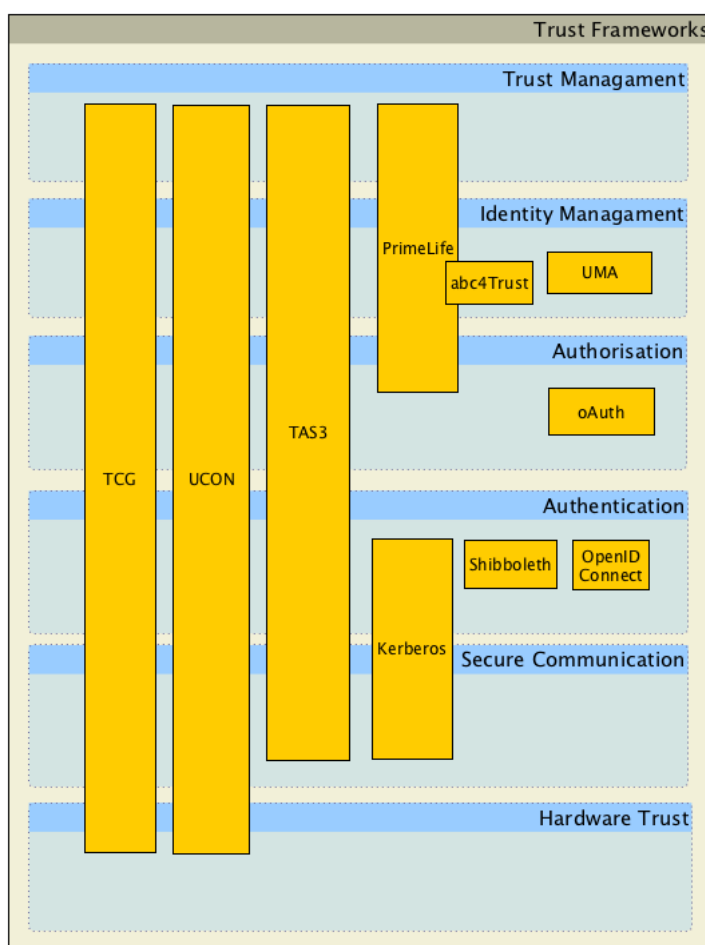 Trust Frameworks
Trust Managament
Identity Managament
PrimeLife
abc4Trust
UMA
Authorisation
oAuth
TAS3
TCG
UCON
Authentication
Shibboleth
OpenID
Connect
Kerberos
Secure Communication
Hardware Trust